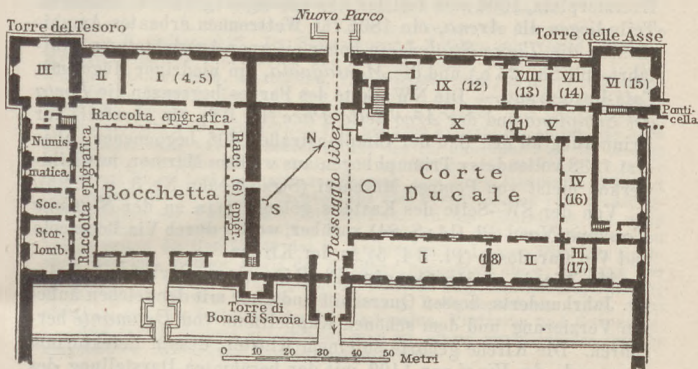 Nuovo Parco
Torre del Tesoro
Torre delle Asse
III
II
I (4,5)
I
IX (12)
VIII
(13)
VII
(14)
VI (15)
Ponti-
cella
X
(11)
V
Raccolta epigrafica
Raccolta epigrafica
Racc. (6) epigr.
Numis
matica
Soc.
Stor.
lomb.
Rocchetta
N
S
Passaggio libero
Corte
Ducale
IV
(16)
I
(18)
II
III
(17)
Torre di
Bona di Savoia
0 10 20 30 40 50
Metri